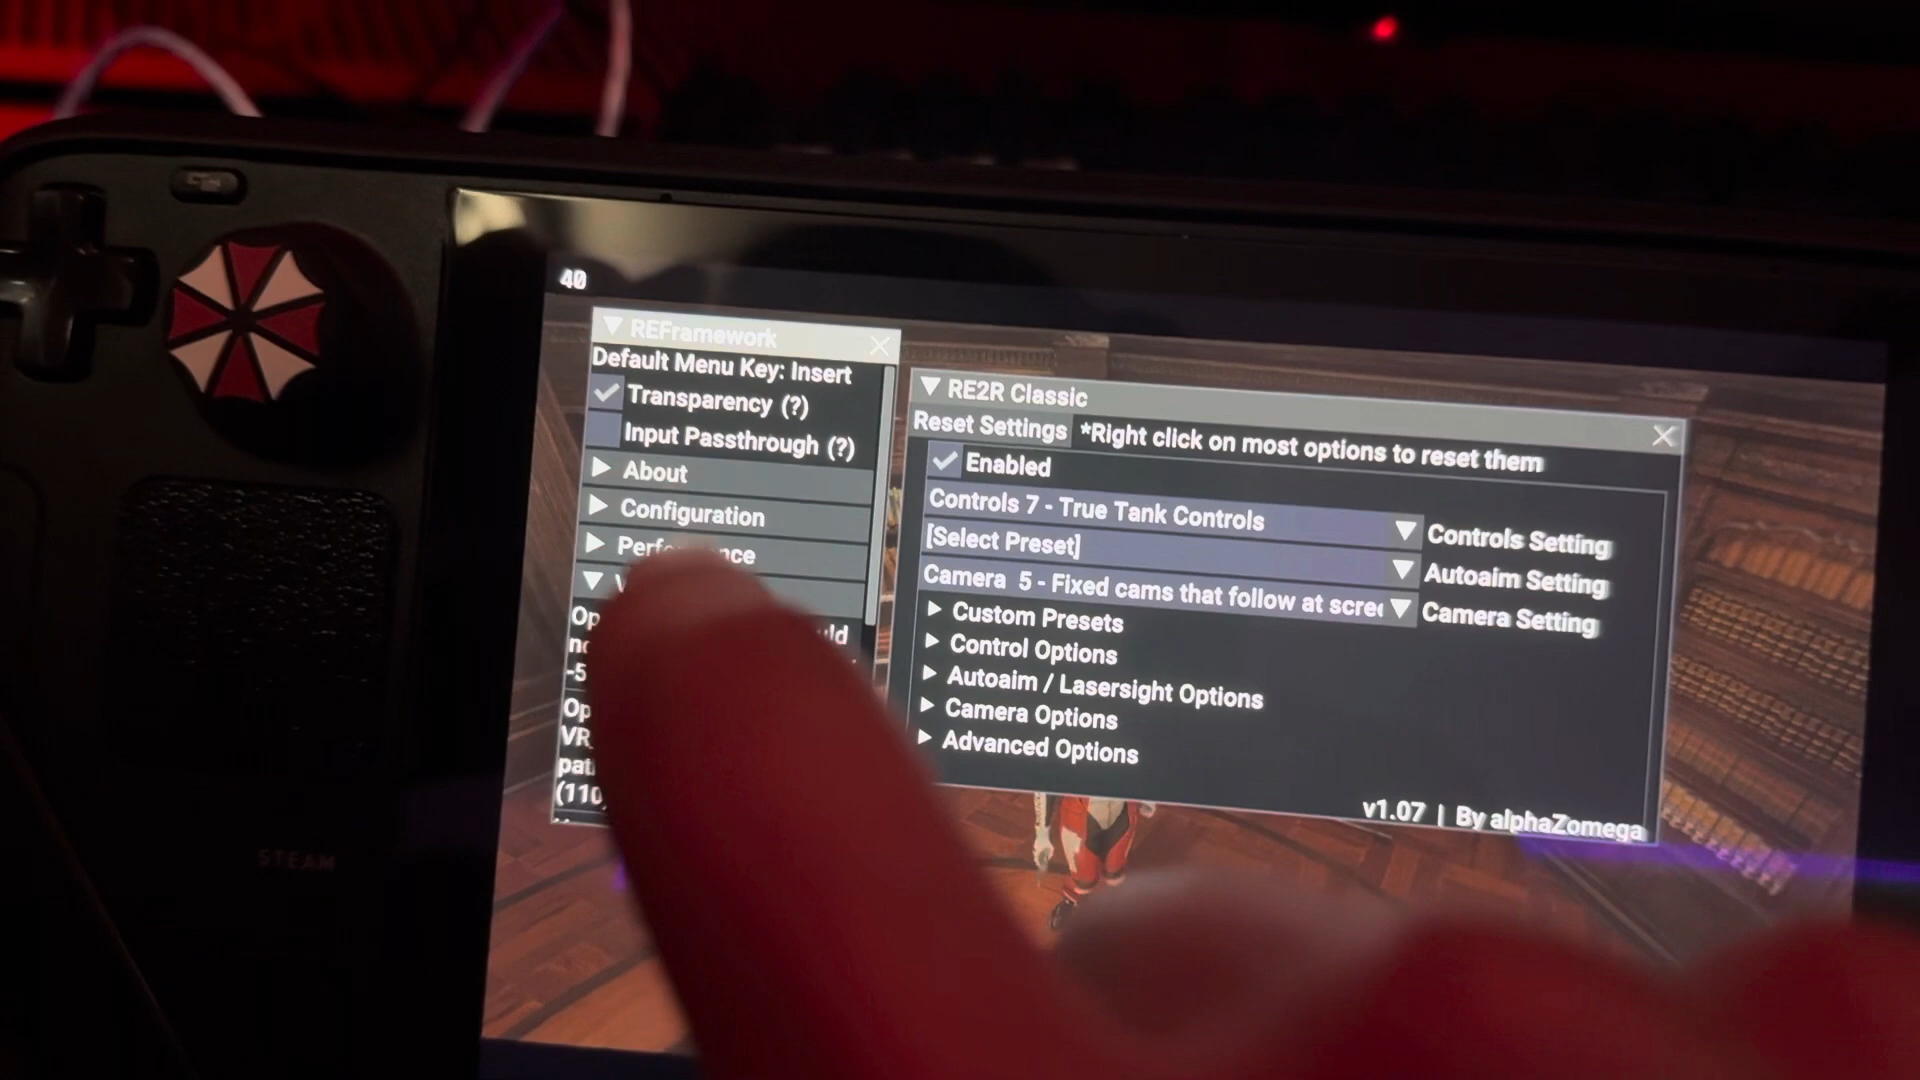 40
REFramework
Default Menu Key: Insert
Transparency (?)
Input Passthrough (?)
About
Configuration
-5
VR
(110
RE2R Classic
Reset Settings *Right click on most options to reset them
Enabled
Controls 7 - True Tank Controls Controls Setting
[Select Preset] Autoaim Setting
Camera 5 - Fixed cams that follow at Camera Setting
Custom Presets
Control Options
Autoaim / Lasersight Options
Camera Options
Advanced Options
v1.07 | By alphaZomega
STEAM